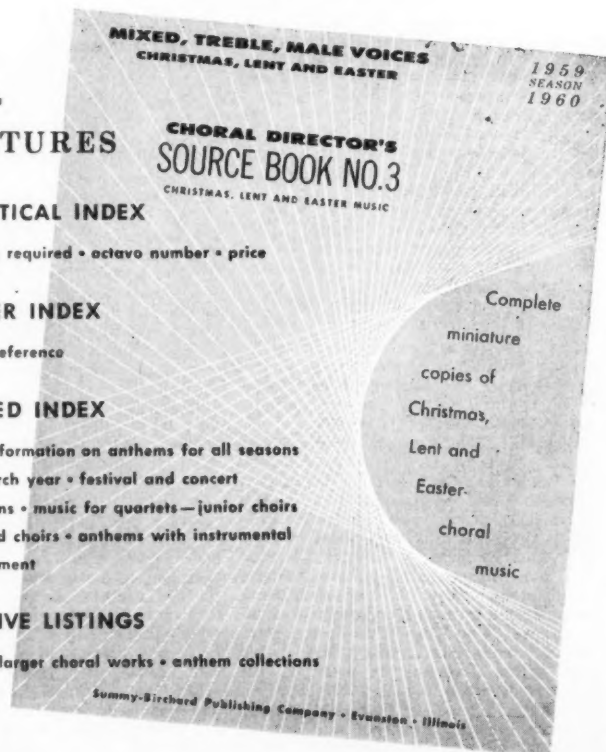 MIXED, TREBLE, MALE VOICES
CHRISTMAS, LENT AND EASTER
1959
SEASON
1960
TURES
CHORAL DIRECTOR'S
SOURCE BOOK NO.3
CHRISTMAS, LENT AND EASTER MUSIC
TICAL INDEX
required • octavo number • price
R INDEX
eference
ED INDEX
formation on anthems for all seasons
rch year • festival and concert
ns • music for quartets—junior choirs
d choirs • anthems with instrumental
ment
Complete
miniature
copies of
Christmas,
Lent and
Easter
choral
music
IVE LISTINGS
larger choral works • anthem collections
Summy-Birchard Publishing Company • Evanston • Illinois